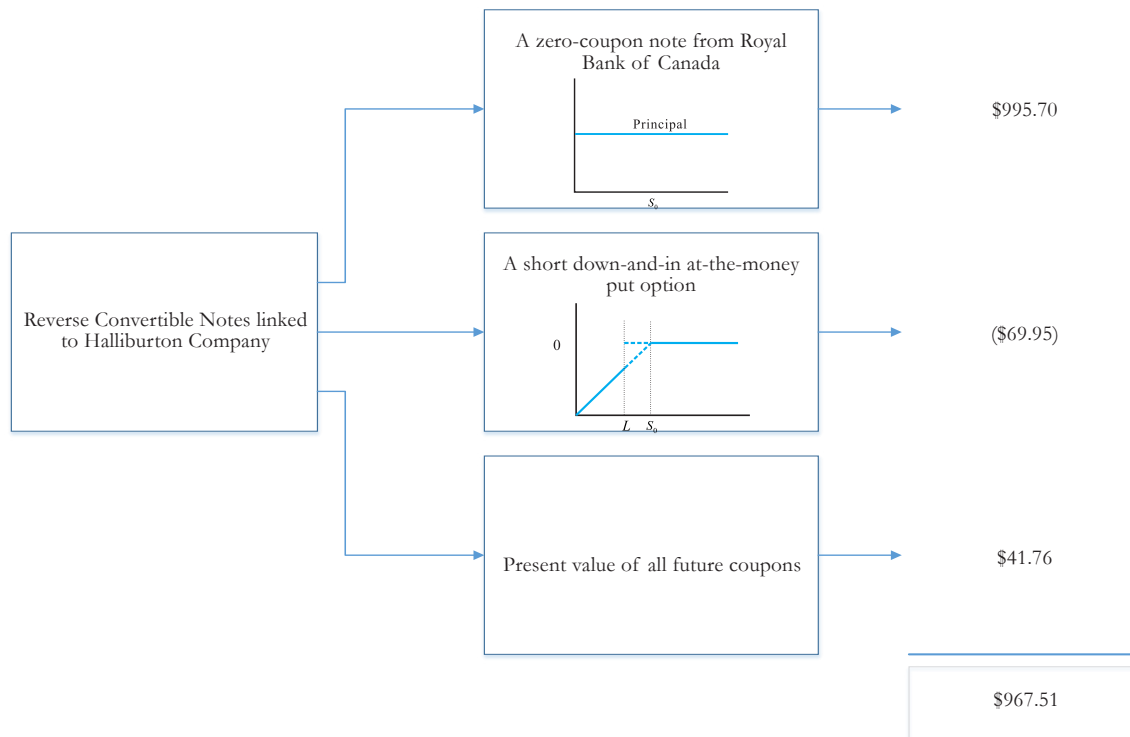 A zero-coupon note from Royal
Bank of Canada
Principal
S₀
$995.70
Reverse Convertible Notes linked
to Halliburton Company
A short down-and-in at-the-money
put option
0
L S₀
($69.95)
Present value of all future coupons
$41.76
$967.51